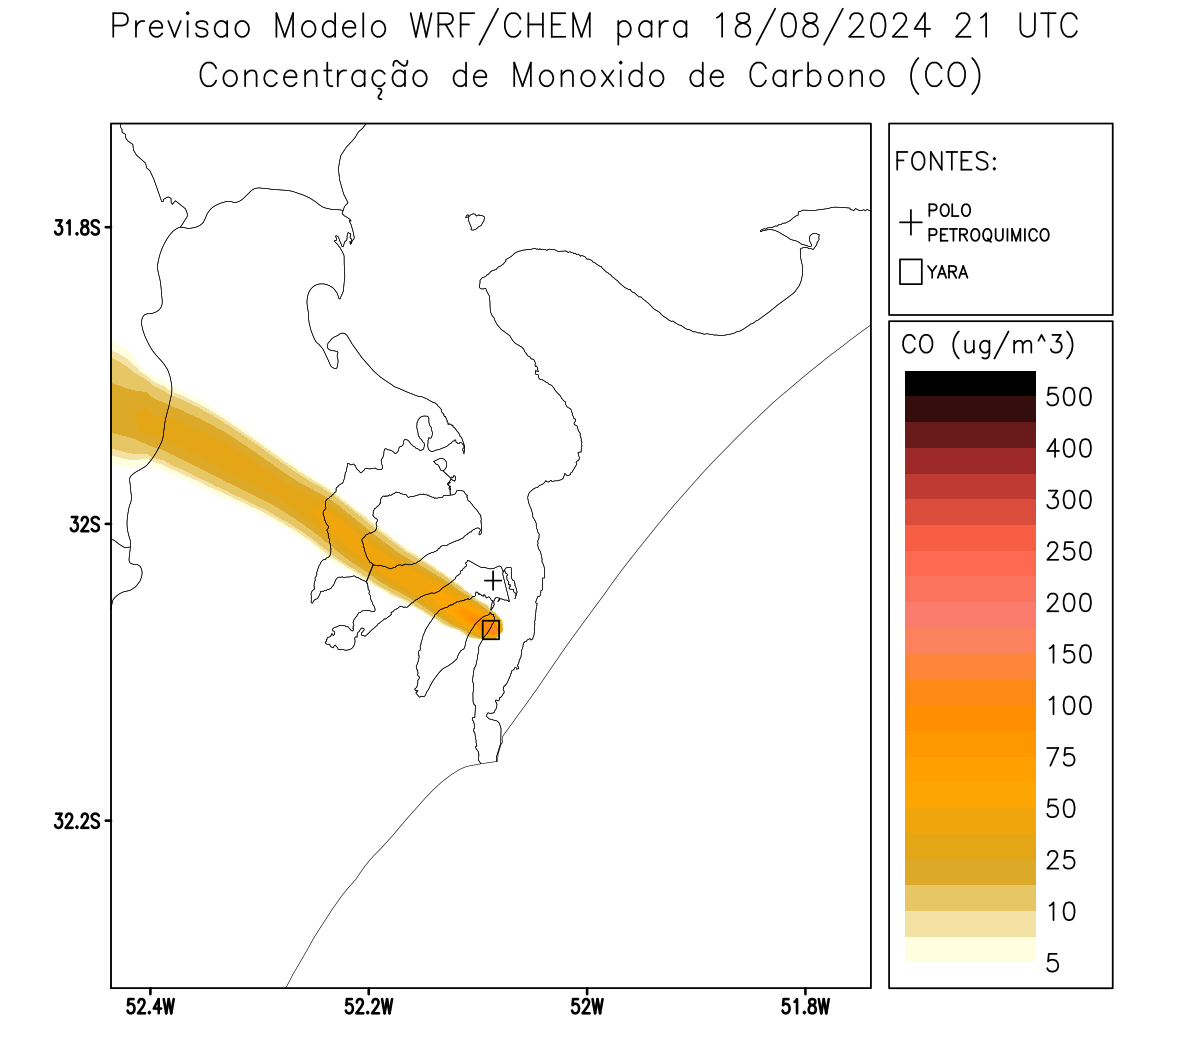 Previsao Modelo WRF/CHEM para 18/08/2024 21 UTC
Concentração de Monoxido de Carbono (CO)
FONTES:
POLO
PETROQUIMICO
YARA
CO (ug/m^3)
500
400
300
250
200
150
100
75
50
25
10
5
31.8S
32S
32.2S
52.4W
52.2W
52W
51.8W